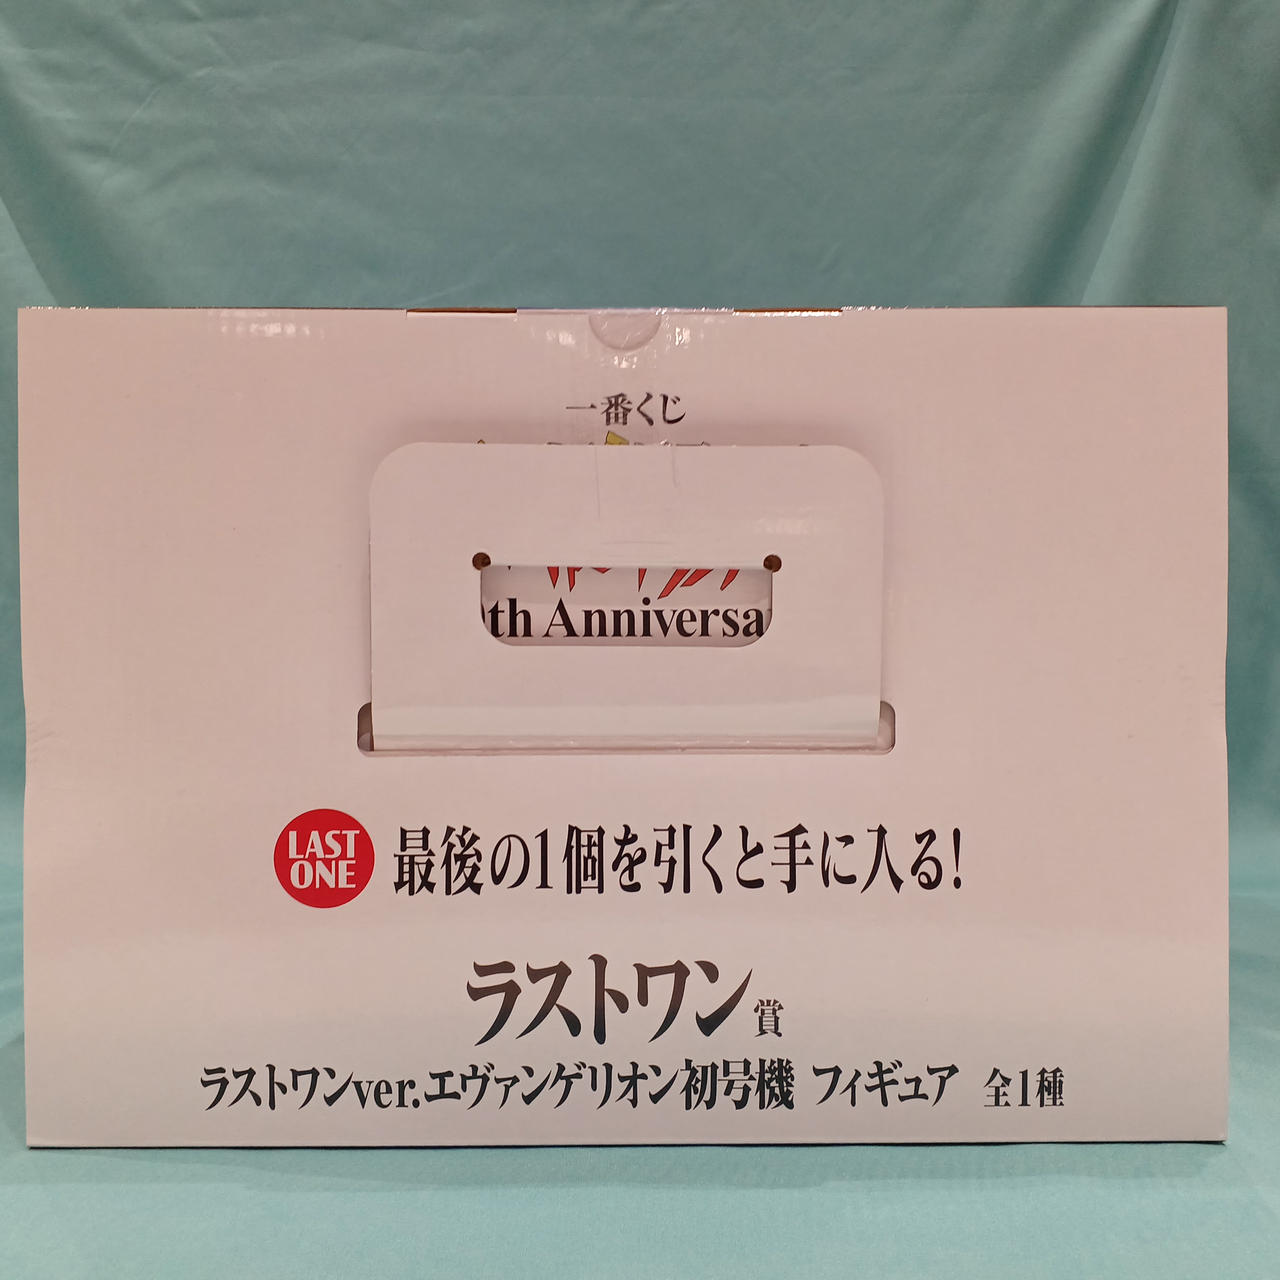 一番くじ
th Anniversa
LAST
ONE
最後の1個を引くと手に入る!
ラストワン賞
ラストワンver.エヴァンゲリオン初号機 フィギュア 全1種